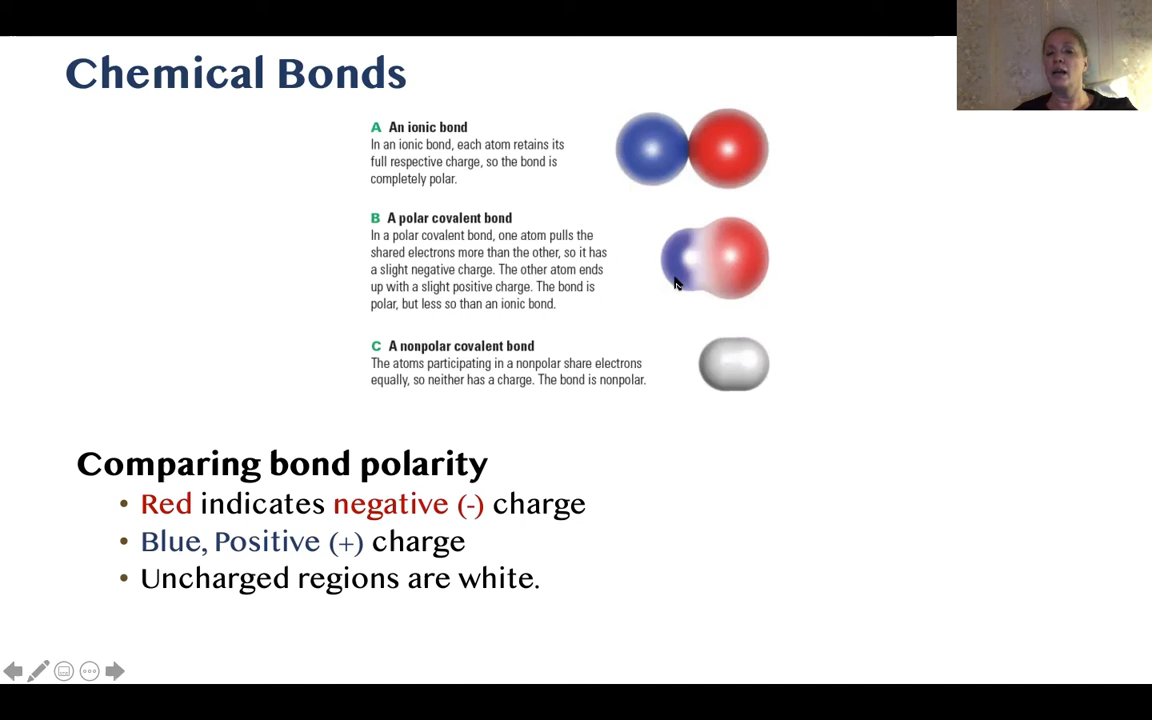 Chemical Bonds
A An ionic bond
In an ionic bond, each atom retains its
full respective charge, so the bond is
completely polar.
B A polar covalent bond
In a polar covalent bond, one atom pulls the
shared electrons more than the other, so it has
a slight negative charge. The other atom ends
up with a slight positive charge. The bond is
polar, but less so than an ionic bond.
C A nonpolar covalent bond
The atoms participating in a nonpolar share electrons
equally, so neither has a charge. The bond is nonpolar.
Comparing bond polarity
• Red indicates negative (-) charge
• Blue, Positive (+) charge
• Uncharged regions are white.